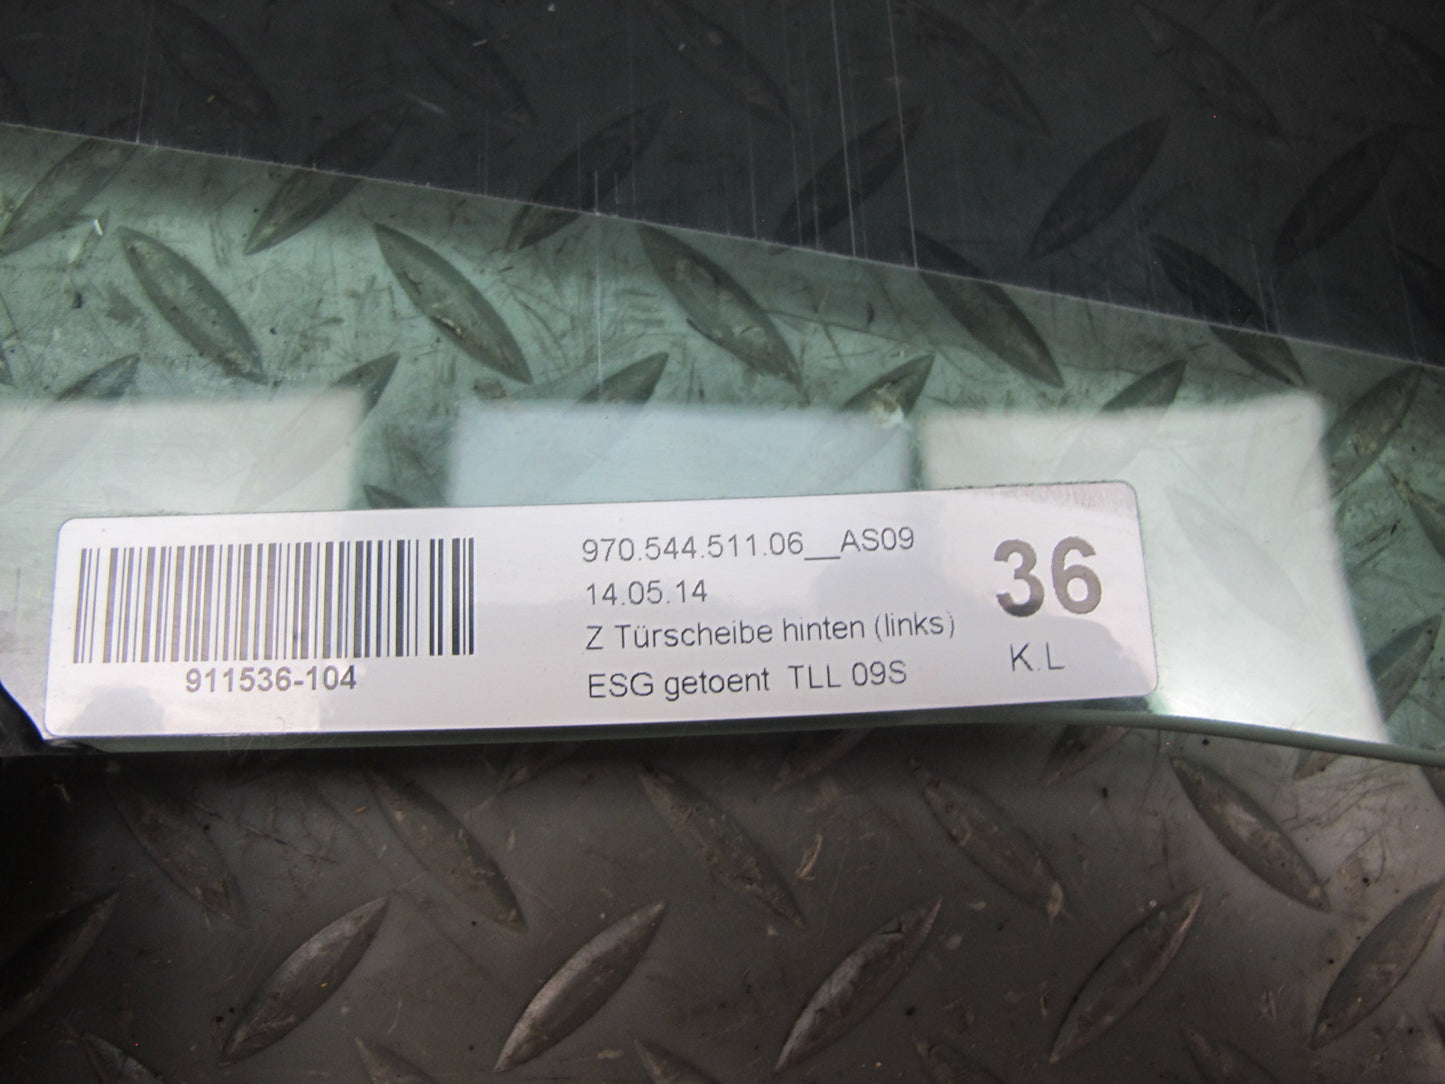 911536-104
970.544.511.06__AS09
14.05.14
Z Türscheibe hinten (links)
ESG getoent TLL 09S
36
K.L